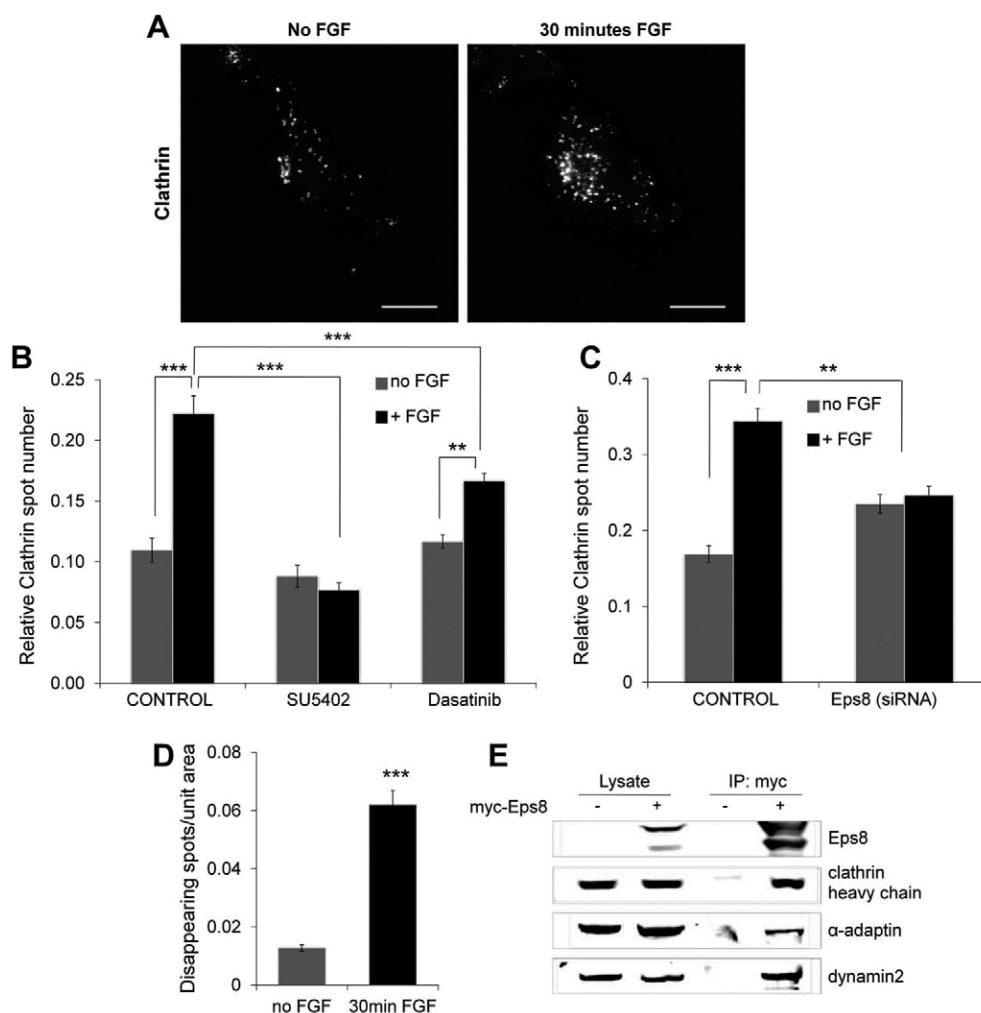 A
No FGF
30 minutes FGF
Clathrin
B
***
***
***
**
no FGF
+ FGF
Relative Clathrin spot number
0.25
0.20
0.15
0.10
0.05
0.00
CONTROL
SU5402
Dasatinib
C
***
**
no FGF
+ FGF
Relative Clathrin spot number
0.4
0.3
0.2
0.1
0
CONTROL
Eps8 (siRNA)
D
***
Disappearing spots/unit area
0.08
0.06
0.04
0.02
0
no FGF
30min FGF
E
Lysate
IP: myc
myc-Eps8
- + - +
Eps8
clathrin
heavy chain
α-adaptin
dynamin2